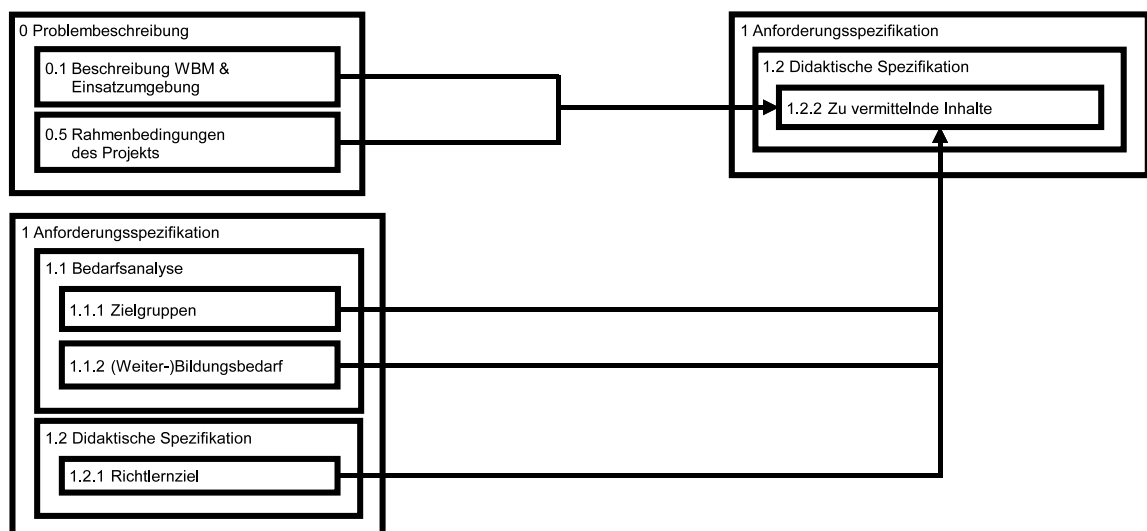 0 Problembeschreibung
0.1 Beschreibung WBM &
Einsatzumgebung
0.5 Rahmenbedingungen
des Projekts
1 Anforderungsspezifikation
1.2 Didaktische Spezifikation
1.2.2 Zu vermittelnde Inhalte
1 Anforderungsspezifikation
1.1 Bedarfsanalyse
1.1.1 Zielgruppen
1.1.2 (Weiter-)Bildungsbedarf
1.2 Didaktische Spezifikation
1.2.1 Richtlernziel